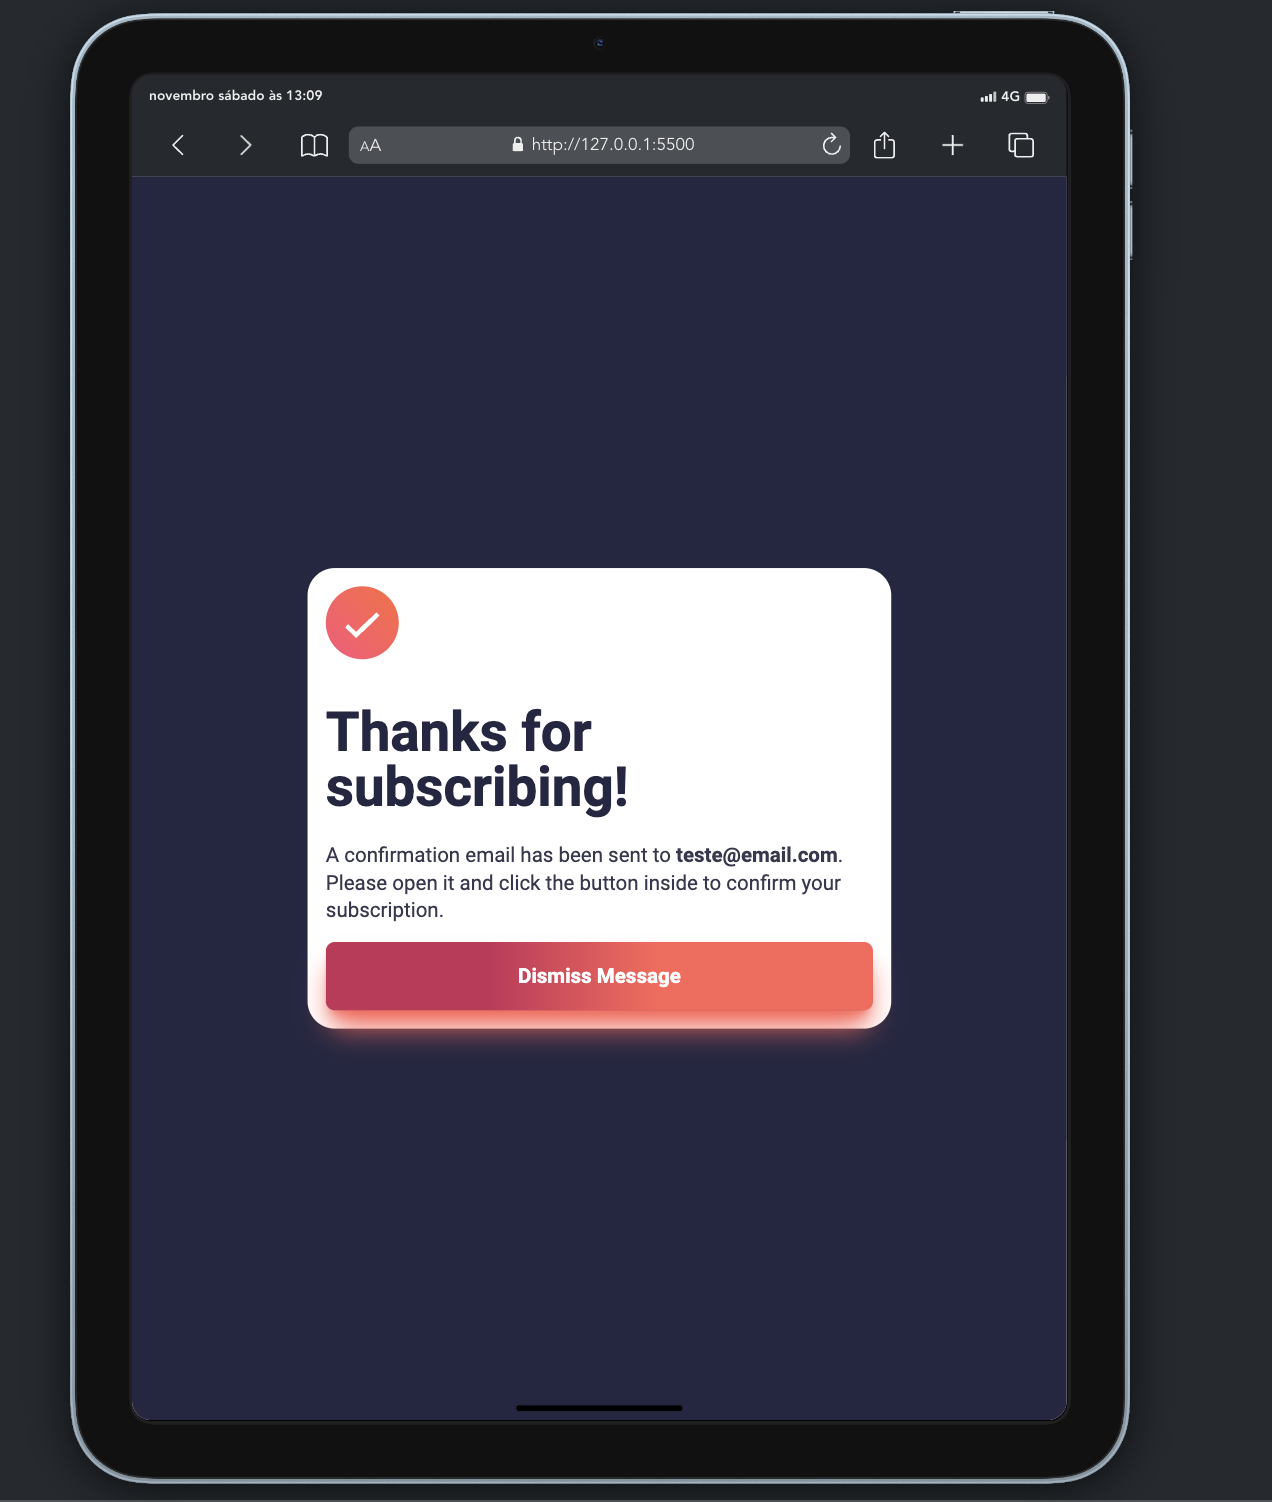 novembro sábado às 13:09
4G
AA
http://127.0.0.1:5500
Thanks for
subscribing!
A confirmation email has been sent to teste@email.com.
Please open it and click the button inside to confirm your
subscription.
Dismiss Message